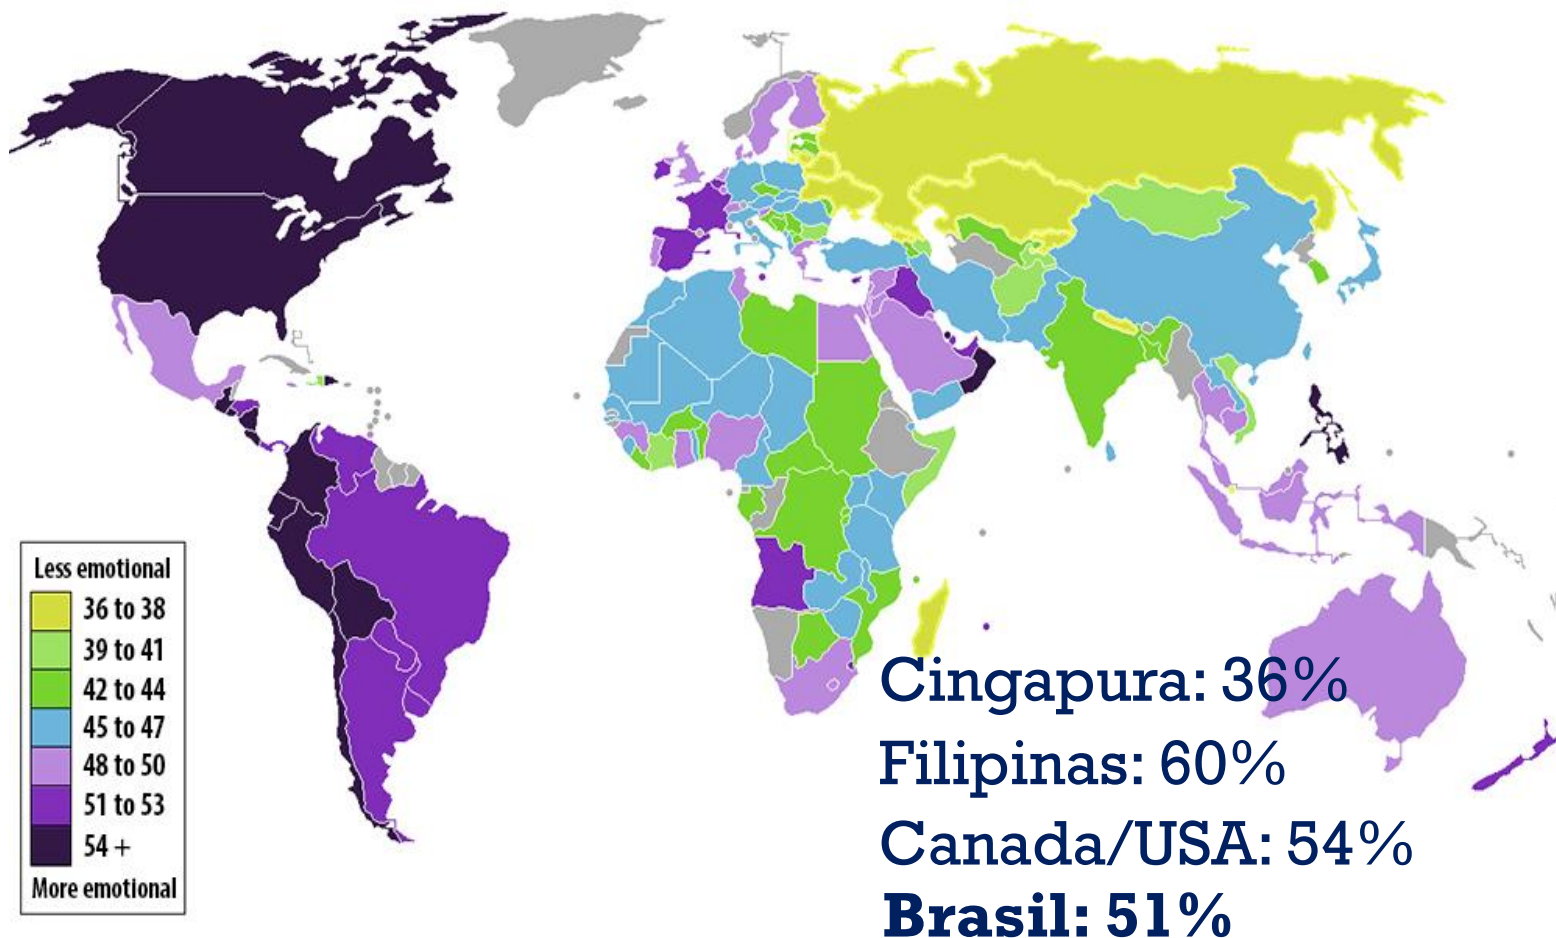 Less emotional
36 to 38
39 to 41
42 to 44
45 to 47
48 to 50
51 to 53
54 +
More emotional
Cingapura: 36%
Filipinas: 60%
Canada/USA: 54%
Brasil: 51%